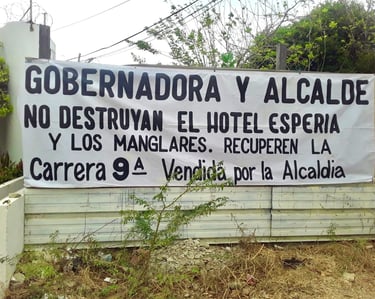 GOBERNADORA Y ALCALDE
NO DESTRUYAN EL HOTEL ESPERIA
Y LOS MANGLARES. RECUPEREN LA
Carrera 9A Vendida por la Alcaldia